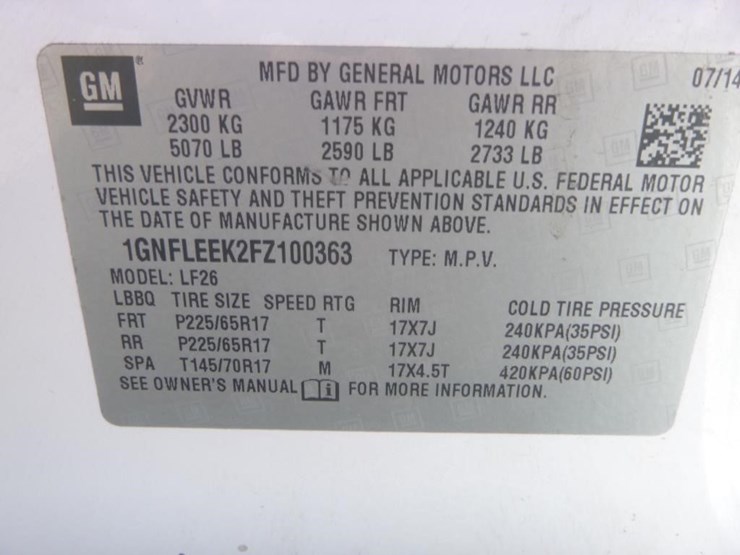 GM
MFD BY GENERAL MOTORS LLC 07/14
GVWR GAWR FRT GAWR RR
2300 KG 1175 KG 1240 KG
5070 LB 2590 LB 2733 LB
THIS VEHICLE CONFORMS TO ALL APPLICABLE U.S. FEDERAL MOTOR
VEHICLE SAFETY AND THEFT PREVENTION STANDARDS IN EFFECT ON
THE DATE OF MANUFACTURE SHOWN ABOVE.
1GNFLEEK2FZ100363 TYPE: M.P.V.
MODEL: LF26
LBBQ TIRE SIZE SPEED RTG RIM COLD TIRE PRESSURE
FRT P225/65R17 T 17X7J 240KPA(35PSI)
RR P225/65R17 T 17X7J 240KPA(35PSI)
SPA T145/70R17 M 17X4.5T 420KPA(60PSI)
SEE OWNER'S MANUAL i FOR MORE INFORMATION.